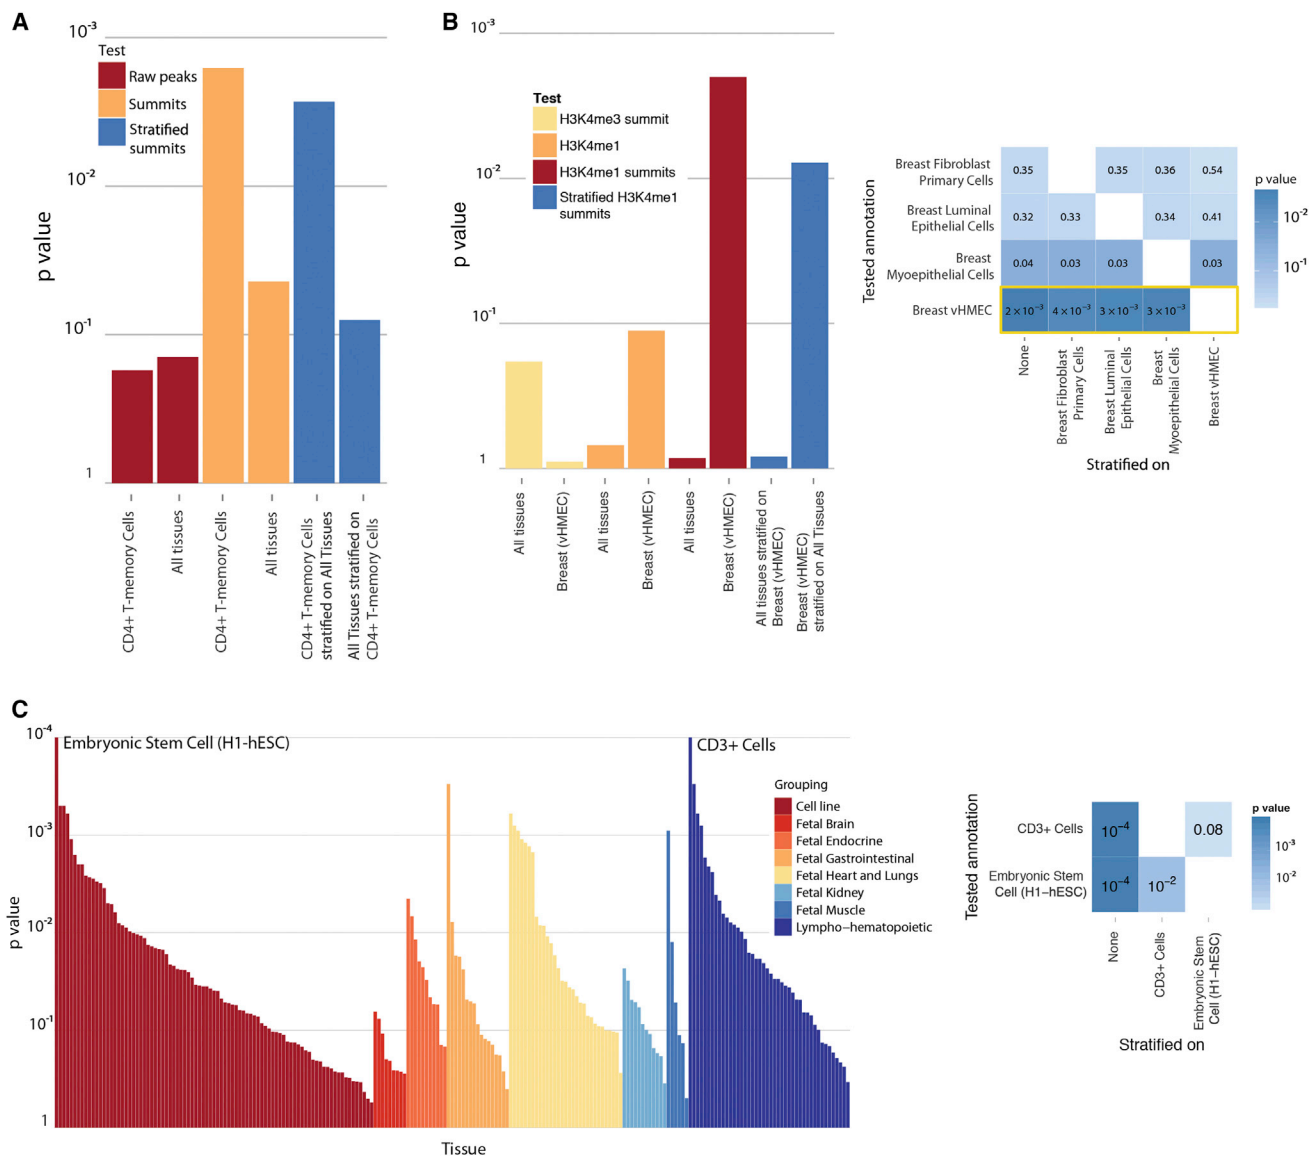 A
10-3
10-2
10-1
1
p value
Test
Raw peaks
Summits
Stratified
summits
CD4+ T-memory Cells
All tissues
CD4+ T-memory Cells
All tissues
CD4+ T-memory Cells
stratified on All Tissues
All Tissues stratified on
CD4+ T-memory Cells
B
10-3
10-2
10-1
1
p value
Test
H3K4me3 summit
H3K4me1
H3K4me1 summits
Stratified H3K4me1
summits
All tissues
Breast (vHMEC)
All tissues
Breast (vHMEC)
All tissues
Breast (vHMEC)
All tissues stratified on
Breast (vHMEC)
Breast (vHMEC)
stratified on All Tissues
Tested annotation
Breast Fibroblast
Primary Cells
0.35 0.35 0.36 0.54
Breast Luminal
Epithelial Cells
0.32 0.33 0.34 0.41
Breast
Myoepithelial Cells
0.04 0.03 0.03 0.03
Breast vHMEC
2 × 10−3 4 × 10−3 3 × 10−3 3 × 10−3
None
Breast Fibroblast
Primary Cells
Breast Luminal
Epithelial Cells
Breast
Myoepithelial Cells
Breast vHMEC
Stratified on
p value
10-2
10-1
C
10-4
10-3
10-2
10-1
1
p value
Embryonic Stem Cell (H1-hESC)
CD3+ Cells
Grouping
Cell line
Fetal Brain
Fetal Endocrine
Fetal Gastrointestinal
Fetal Heart and Lungs
Fetal Kidney
Fetal Muscle
Lympho−hematopoietic
Tissue
Tested annotation
CD3+ Cells
10−4 0.08
Embryonic Stem
Cell (H1−hESC)
10−4 10−2
None
CD3+ Cells
Embryonic Stem
Cell (H1−hESC)
Stratified on
p value
10-3
10-2